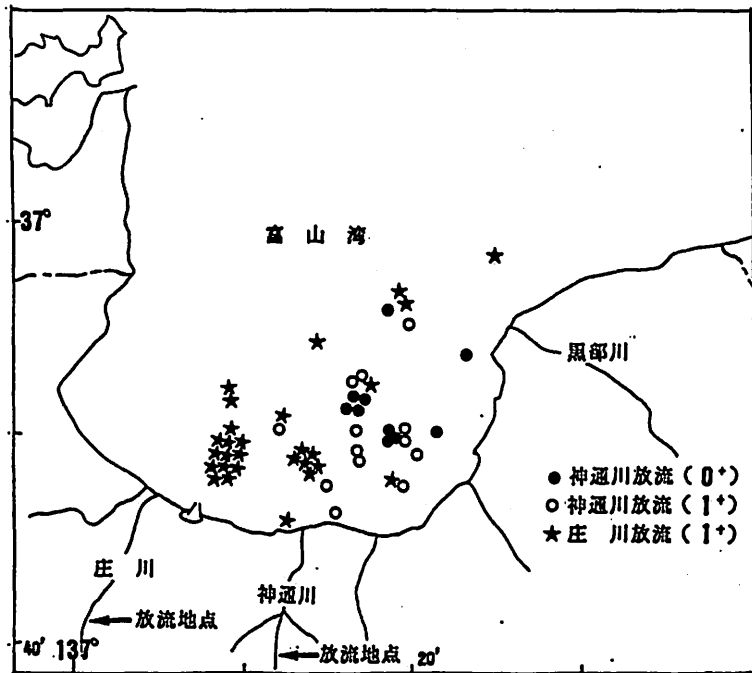 37°
富山湾
黒部川
● 神通川放流 (0⁺)
○ 神通川放流 (1⁺)
★ 庄川放流 (1⁺)
庄川
神通川
放流地点
放流地点
40′
137°
20′